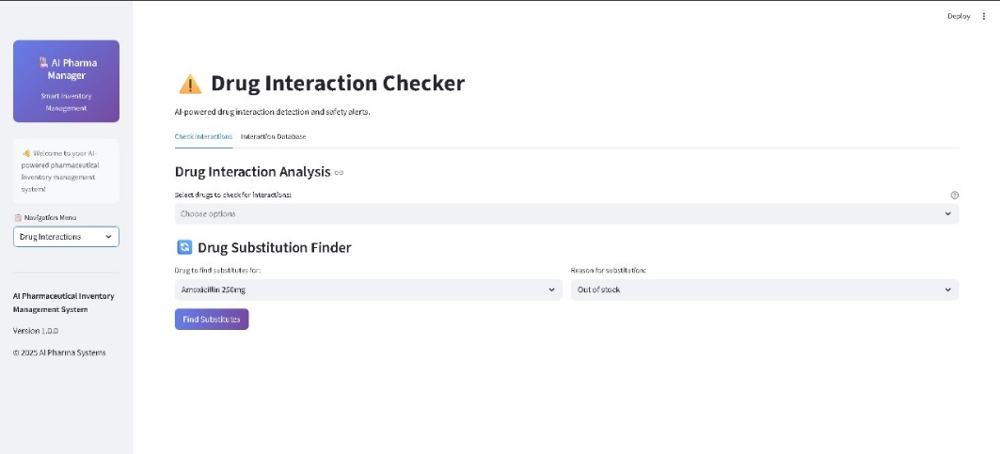 Deploy
AI Pharma
Manager
Smart Inventory
Management
Welcome to your AI-
powered pharmaceutical
inventory management
system!
Navigation Menu
Drug Interactions
AI Pharmaceutical Inventory
Management System
Version 1.0.0
© 2025 AI Pharma Systems
Drug Interaction Checker
AI-powered drug interaction detection and safety alerts.
Check Interactions Interaction Database
Drug Interaction Analysis
Select drugs to check for interactions:
Choose options
Drug Substitution Finder
Drug to find substitutes for: Reason for substitution:
Amoxicillin 250mg Out of stock
Find Substitutes